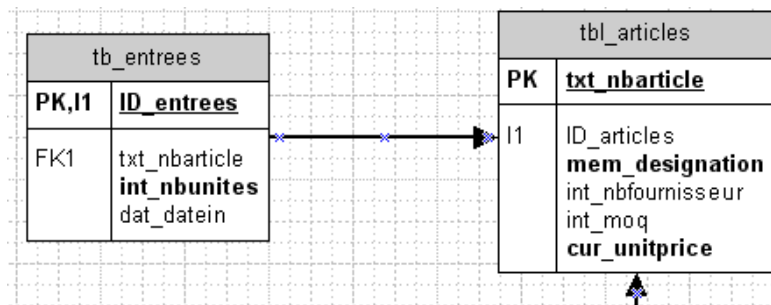 tb_entrees
PK,I1 ID_entrees
FK1 txt_nbarticle
int_nbunites
dat_datein
tbl_articles
PK txt_nbarticle
I1 ID_articles
mem_designation
int_nbfournisseur
int_moq
cur_unitprice